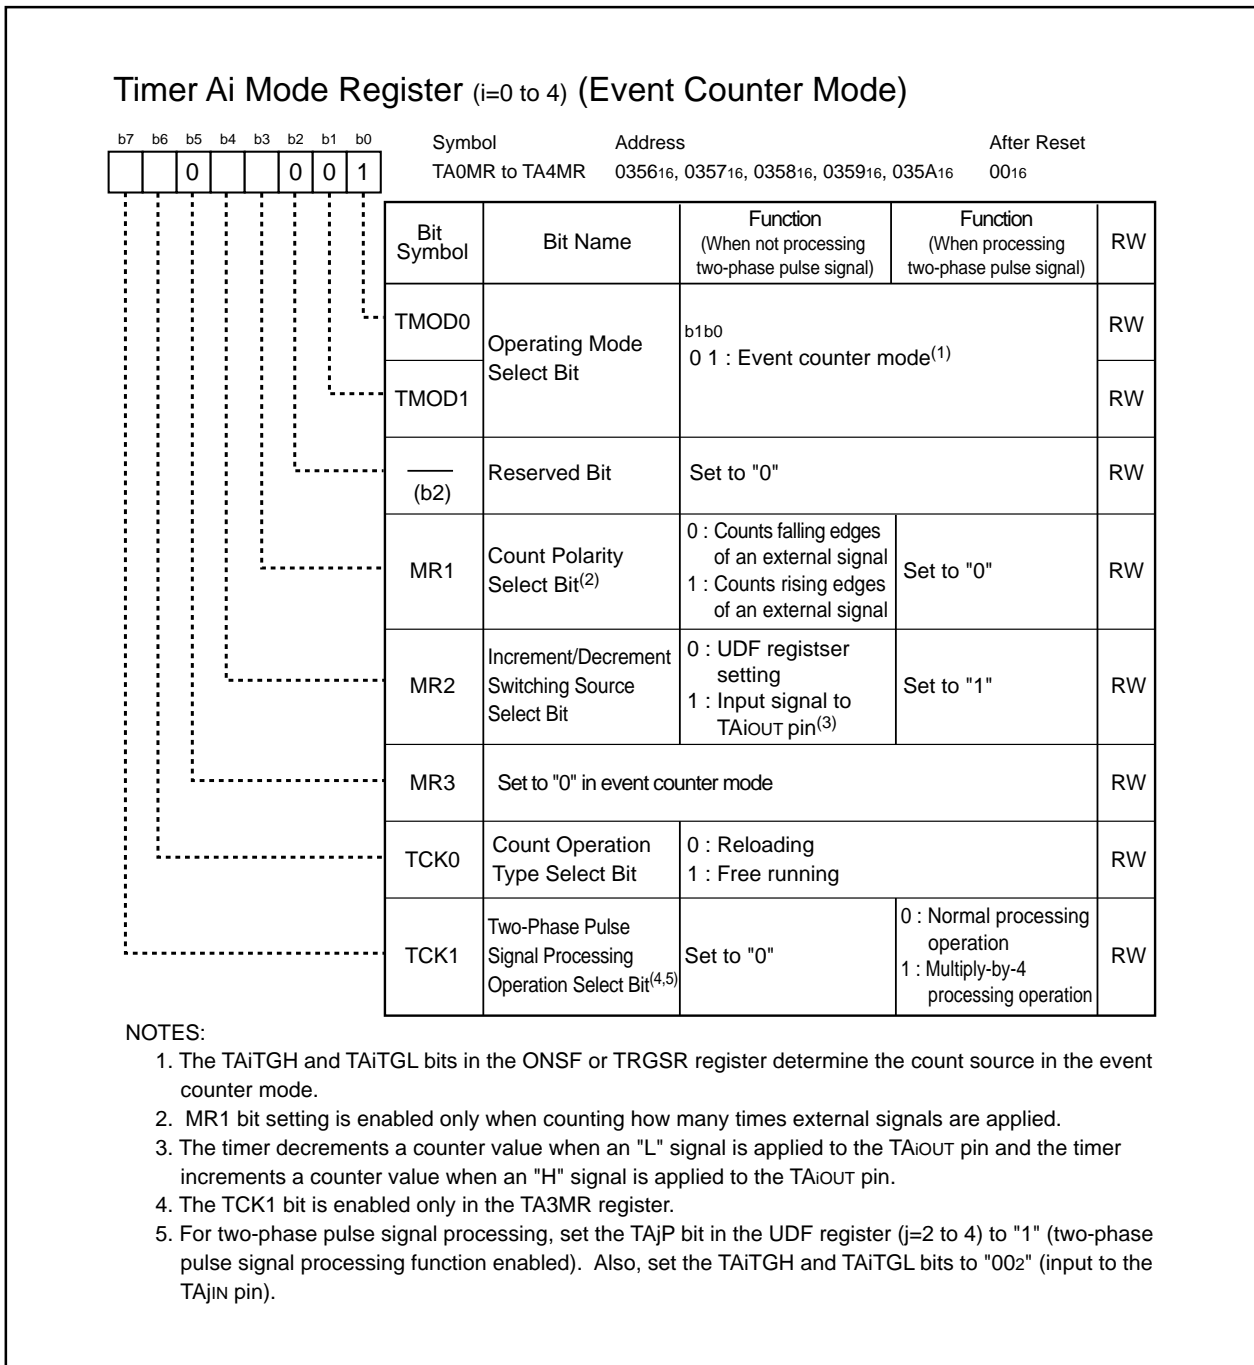 Timer Ai Mode Register (i=0 to 4) (Event Counter Mode)
b7 b6 b5 b4 b3 b2 b1 b0
0 0 0 1
Symbol Address After Reset
TA0MR to TA4MR 035616, 035716, 035816, 035916, 035A16 0016
Bit Symbol
Bit Name
Function
(When not processing
two-phase pulse signal)
Function
(When processing
two-phase pulse signal)
RW
TMOD0
TMOD1
Operating Mode
Select Bit
b1b0
0 1 : Event counter mode(1)
RW
RW
(b2)
Reserved Bit
Set to "0"
RW
MR1
Count Polarity
Select Bit(2)
0 : Counts falling edges
of an external signal
1 : Counts rising edges
of an external signal
Set to "0"
RW
MR2
Increment/Decrement
Switching Source
Select Bit
0 : UDF registser
setting
1 : Input signal to
TAiOUT pin(3)
Set to "1"
RW
MR3
Set to "0" in event counter mode
RW
TCK0
Count Operation
Type Select Bit
0 : Reloading
1 : Free running
RW
TCK1
Two-Phase Pulse
Signal Processing
Operation Select Bit(4,5)
Set to "0"
0 : Normal processing
operation
1 : Multiply-by-4
processing operation
RW
NOTES:
1. The TAiTGH and TAiTGL bits in the ONSF or TRGSR register determine the count source in the event
counter mode.
2. MR1 bit setting is enabled only when counting how many times external signals are applied.
3. The timer decrements a counter value when an "L" signal is applied to the TAiOUT pin and the timer
increments a counter value when an "H" signal is applied to the TAiOUT pin.
4. The TCK1 bit is enabled only in the TA3MR register.
5. For two-phase pulse signal processing, set the TAjP bit in the UDF register (j=2 to 4) to "1" (two-phase
pulse signal processing function enabled). Also, set the TAiTGH and TAiTGL bits to "002" (input to the
TAjIN pin).